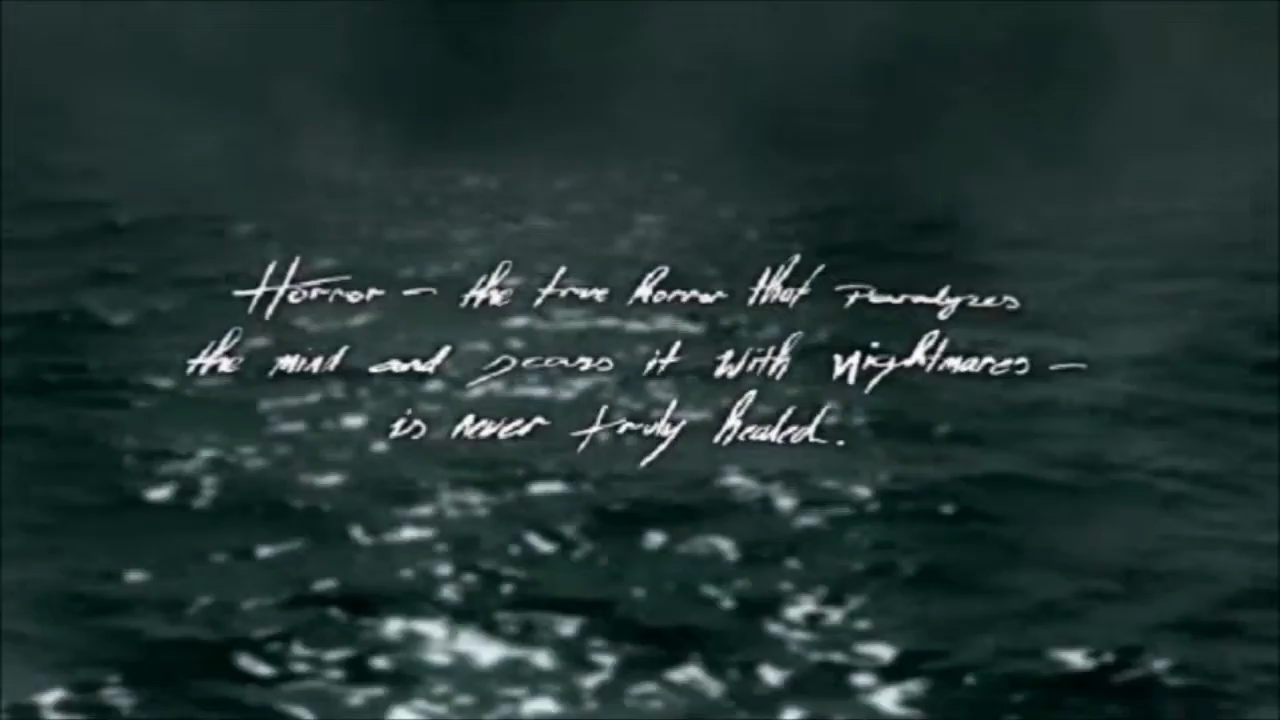 Horror - the true horror that paralyzes
the mind and scars it with nightmares -
is never truly healed.